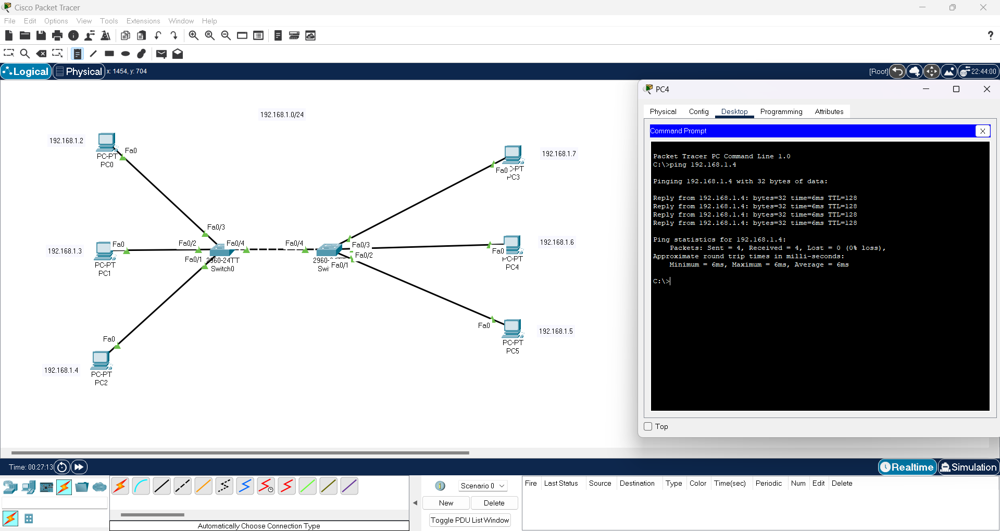 Cisco Packet Tracer
File Edit Options View Tools Extensions Window Help
Logical Physical x: 1454, y: 704 [Root] 22:44:00
192.168.1.0/24
192.168.1.2
Fa0
PC-PT
PC0
192.168.1.7
Fa0 -PT
PC3
Fa0/3
192.168.1.3
Fa0
PC-PT
PC1
Fa0/2 Fa0/4
Fa0/1 2960-24TT
Switch0
Fa0/4
Fa0/3
Fa0/2
2960-
Swi Fa0/1
192.168.1.6
Fa0 PC-PT
PC4
Fa0
192.168.1.5
PC-PT
PC5
Fa0
192.168.1.4
PC-PT
PC2
PC4
Physical Config Desktop Programming Attributes
Command Prompt X
Packet Tracer PC Command Line 1.0
C:\>ping 192.168.1.4
Pinging 192.168.1.4 with 32 bytes of data:
Reply from 192.168.1.4: bytes=32 time=6ms TTL=128
Reply from 192.168.1.4: bytes=32 time=6ms TTL=128
Reply from 192.168.1.4: bytes=32 time=6ms TTL=128
Reply from 192.168.1.4: bytes=32 time=6ms TTL=128
Ping statistics for 192.168.1.4:
Packets: Sent = 4, Received = 4, Lost = 0 (0% loss),
Approximate round trip times in milli-seconds:
Minimum = 6ms, Maximum = 6ms, Average = 6ms
C:\>
Top
Time: 00:27:13
Realtime Simulation
Scenario 0
New Delete
Toggle PDU List Window
Fire Last Status Source Destination Type Color Time(sec) Periodic Num Edit Delete
Automatically Choose Connection Type